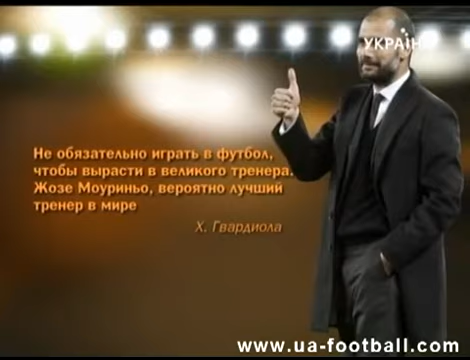 УКРАЇНА
Не обязательно играть в футбол,
чтобы вырасти в великого тренера.
Жозе Моуриньо, вероятно лучший
тренер в мире
Х. Гвардиола
www.ua-football.com